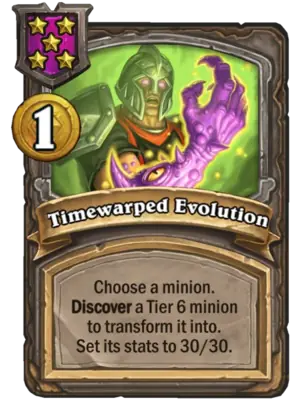 1
Timewarped Evolution
Choose a minion.
Discover a Tier 6 minion
to transform it into.
Set its stats to 30/30.